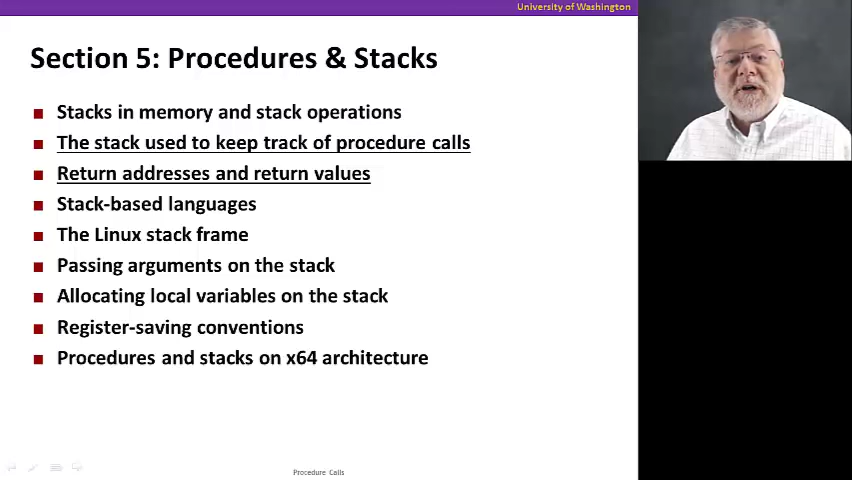 University of Washington
Section 5: Procedures & Stacks
Stacks in memory and stack operations
The stack used to keep track of procedure calls
Return addresses and return values
Stack-based languages
The Linux stack frame
Passing arguments on the stack
Allocating local variables on the stack
Register-saving conventions
Procedures and stacks on x64 architecture
Procedure Calls